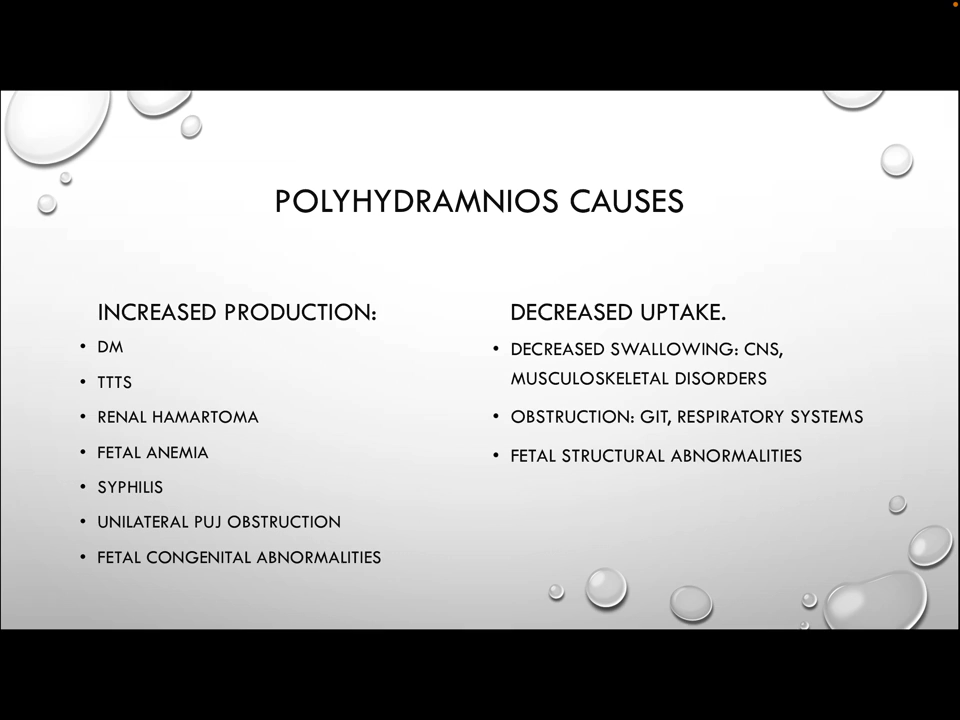 POLYHYDRAMNIOS CAUSES
INCREASED PRODUCTION:
• DM
• TTTS
• RENAL HAMARTOMA
• FETAL ANEMIA
• SYPHILIS
• UNILATERAL PUJ OBSTRUCTION
• FETAL CONGENITAL ABNORMALITIES
DECREASED UPTAKE.
• DECREASED SWALLOWING: CNS,
MUSCULOSKELETAL DISORDERS
• OBSTRUCTION: GIT, RESPIRATORY SYSTEMS
• FETAL STRUCTURAL ABNORMALITIES